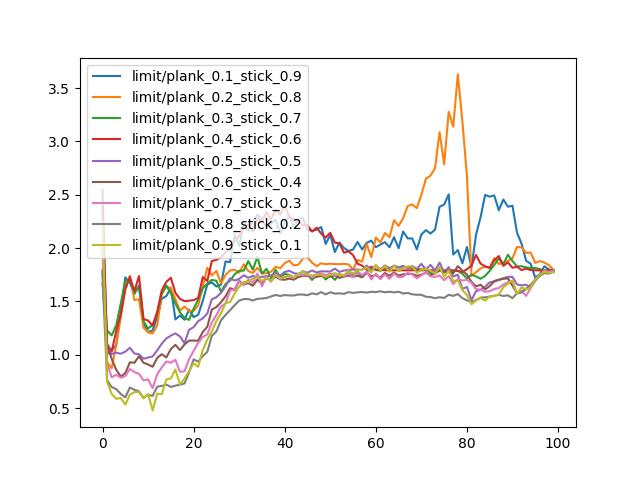 3.5
3.0
2.5
2.0
1.5
1.0
0.5
limit/plank_0.1_stick_0.9
limit/plank_0.2_stick_0.8
limit/plank_0.3_stick_0.7
limit/plank_0.4_stick_0.6
limit/plank_0.5_stick_0.5
limit/plank_0.6_stick_0.4
limit/plank_0.7_stick_0.3
limit/plank_0.8_stick_0.2
limit/plank_0.9_stick_0.1
0 20 40 60 80 100